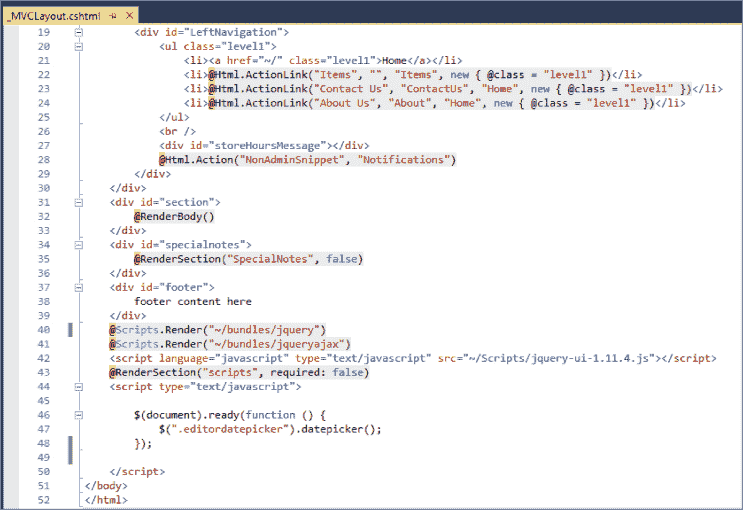 _MVCLayout.cshtml
19 <div id="LeftNavigation">
20 <ul class="level1">
21 <li><a href="~/" class="level1">Home</a></li>
22 <li>@Html.ActionLink("Items", "", "Items", new { @class = "level1" })</li>
23 <li>@Html.ActionLink("Contact Us", "ContactUs", "Home", new { @class = "level1" })</li>
24 <li>@Html.ActionLink("About Us", "About", "Home", new { @class = "level1" })</li>
25 </ul>
26 <br />
27 <div id="storeHoursMessage"></div>
28 @Html.Action("NonAdminSnippet", "Notifications")
29 </div>
30 </div>
31 <div id="section">
32 @RenderBody()
33 </div>
34 <div id="specialnotes">
35 @RenderSection("SpecialNotes", false)
36 </div>
37 <div id="footer">
38 footer content here
39 </div>
40 @Scripts.Render("~/bundles/jquery")
41 @Scripts.Render("~/bundles/jqueryajax")
42 <script language="javascript" type="text/javascript" src="~/Scripts/jquery-ui-1.11.4.js"></script>
43 @RenderSection("scripts", required: false)
44 <script type="text/javascript">
45
46 $(document).ready(function () {
47 $(".editordatepicker").datepicker();
48 });
49
50 </script>
51 </body>
52 </html>